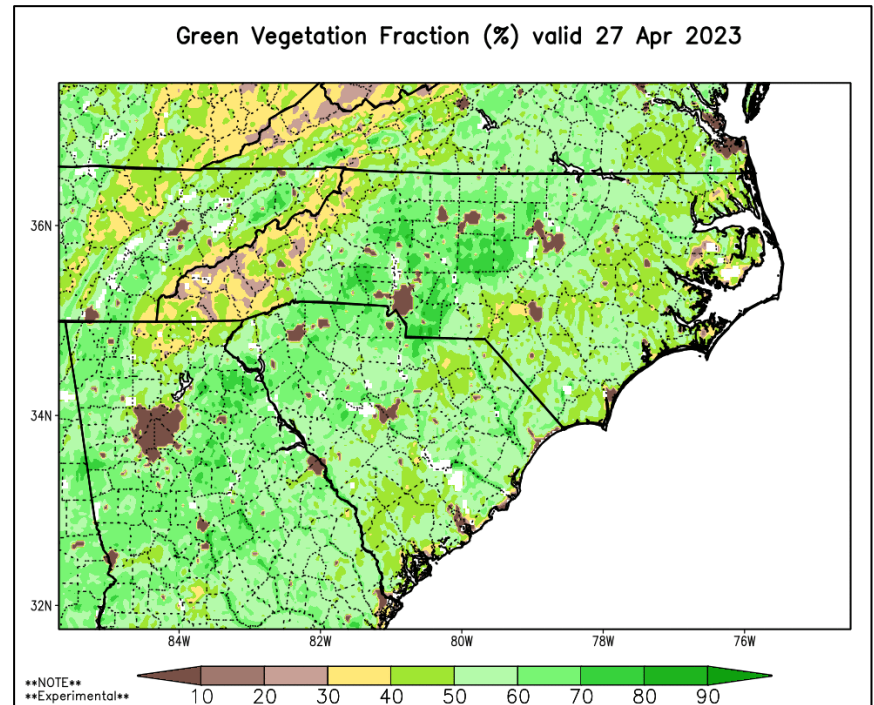 Green Vegetation Fraction (%) valid 27 Apr 2023
36N
34N
32N
84W 82W 80W 78W 76W
**NOTE**
**Experimental**
10 20 30 40 50 60 70 80 90